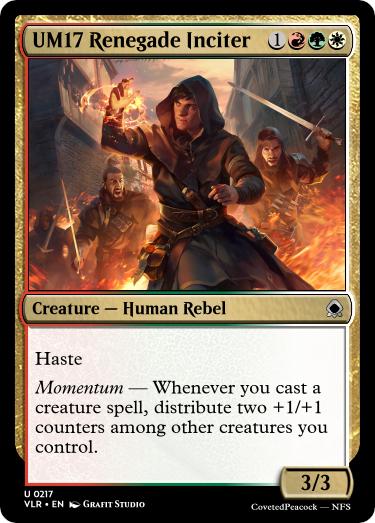 UM17 Renegade Inciter 1
Creature — Human Rebel
Haste
Momentum — Whenever you cast a
creature spell, distribute two +1/+1
counters among other creatures you
control.
3/3
U 0217
VLR • EN Grafit Studio
CovetedPeacock — NFS